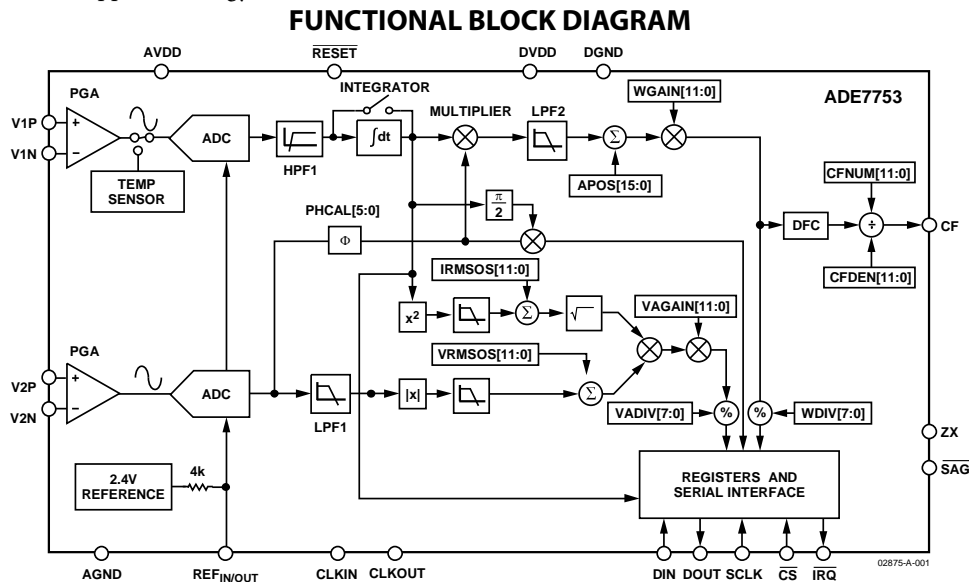 FUNCTIONAL BLOCK DIAGRAM
AVDD
RESET
DVDD
DGND
PGA
INTEGRATOR
MULTIPLIER
LPF2
WGAIN[11:0]
ADE7753
V1P
+
V1N
−
ADC
∫dt
Σ
CFNUM[11:0]
TEMP
SENSOR
HPF1
APOS[15:0]
π
2
PHCAL[5:0]
Φ
DFC
÷
CF
IRMSOS[11:0]
CFDEN[11:0]
x2
Σ
√
VAGAIN[11:0]
PGA
VRMSOS[11:0]
V2P
+
V2N
−
ADC
LPF1
|x|
Σ
VADIV[7:0]
%
%
WDIV[7:0]
ZX
2.4V
REFERENCE
4k
REGISTERS AND
SERIAL INTERFACE
SAG
AGND
REFIN/OUT
CLKIN
CLKOUT
DIN
DOUT
SCLK
CS
IRQ
02875-A-001